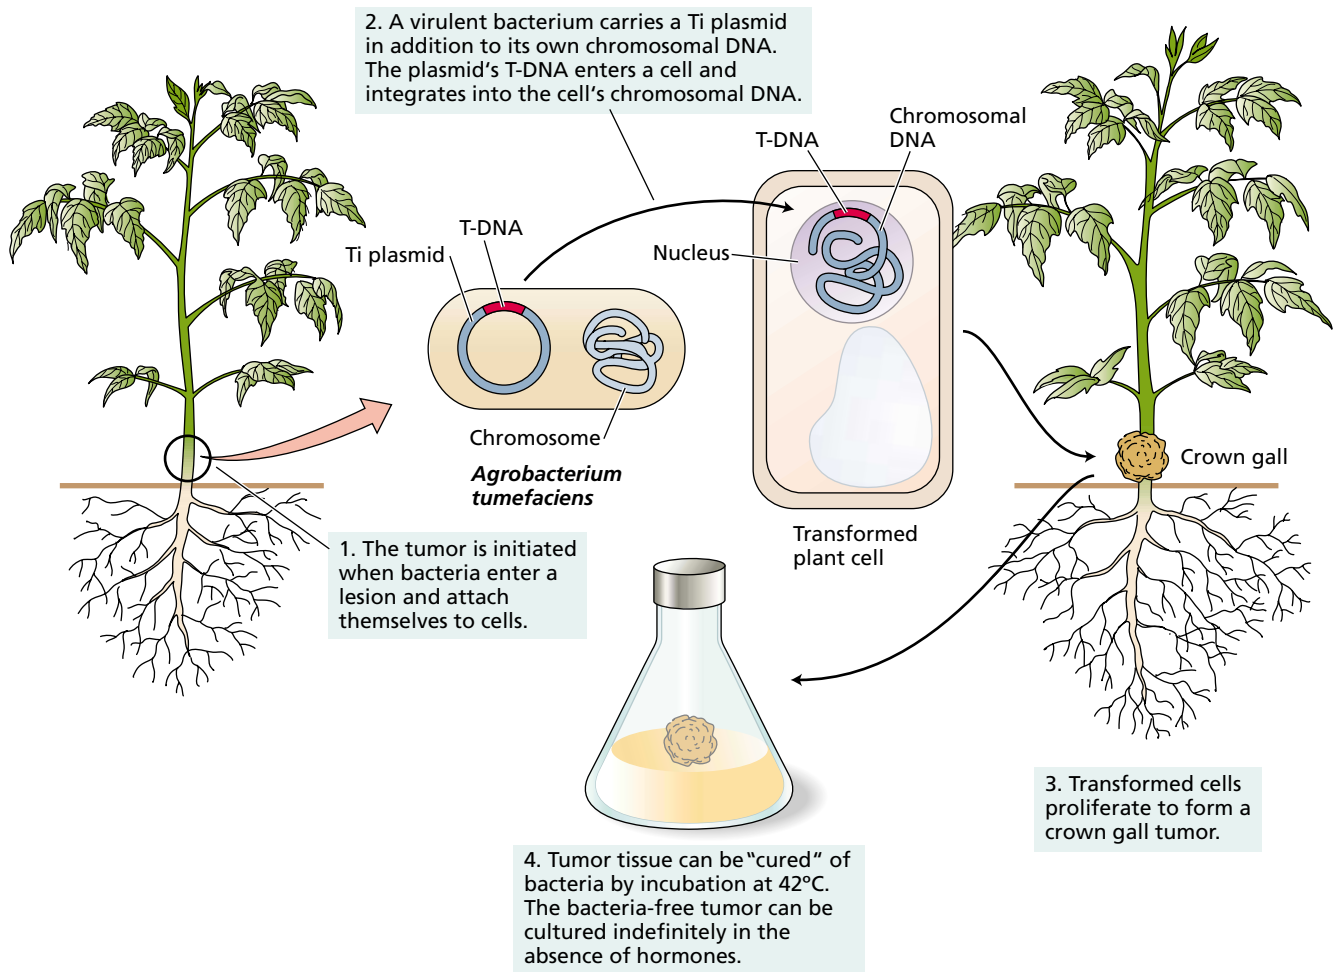 2. A virulent bacterium carries a Ti plasmid
in addition to its own chromosomal DNA.
The plasmid‘s T-DNA enters a cell and
integrates into the cell‘s chromosomal DNA.
Chromosomal
DNA
T-DNA
T-DNA
Ti plasmid
Nucleus
Chromosome
Agrobacterium
tumefaciens
Crown gall
Transformed
plant cell
1. The tumor is initiated
when bacteria enter a
lesion and attach
themselves to cells.
3. Transformed cells
proliferate to form a
crown gall tumor.
4. Tumor tissue can be “cured“ of
bacteria by incubation at 42ºC.
The bacteria-free tumor can be
cultured indefinitely in the
absence of hormones.